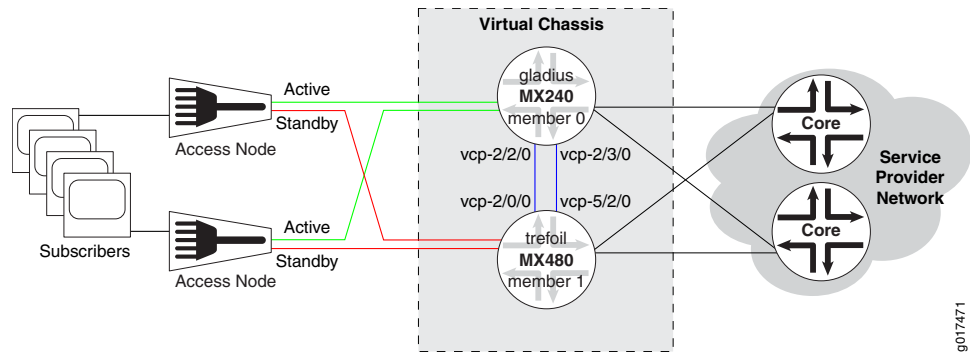 Virtual Chassis
gladius
MX240
member 0
Active
Standby
Access Node
Core
vcp-2/2/0 vcp-2/3/0
Service
Provider
Network
vcp-2/0/0 vcp-5/2/0
Core
Subscribers
Active
Standby
Access Node
trefoil
MX480
member 1
g017471